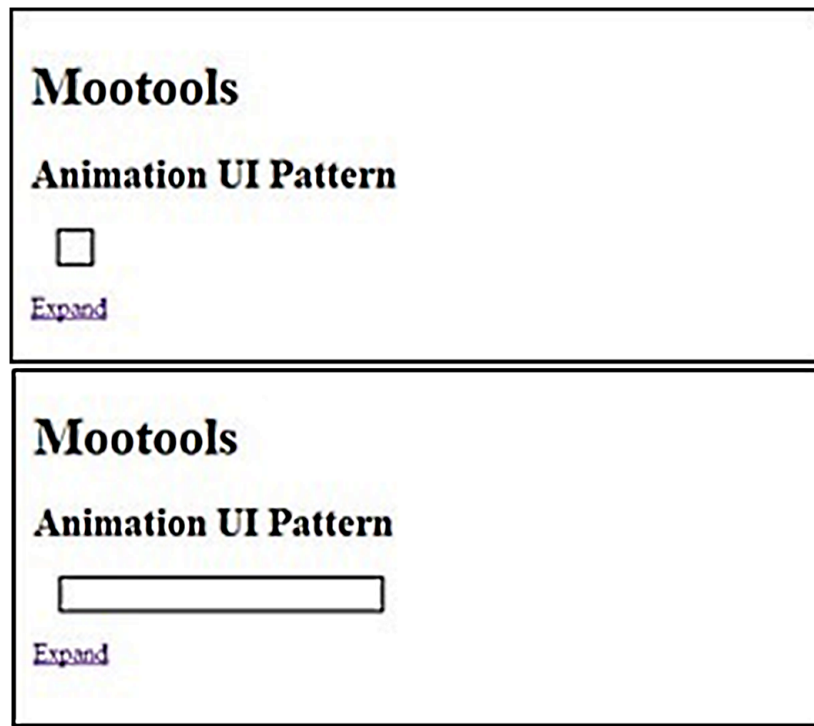 Mootools
Animation UI Pattern
Expand
Mootools
Animation UI Pattern
Expand